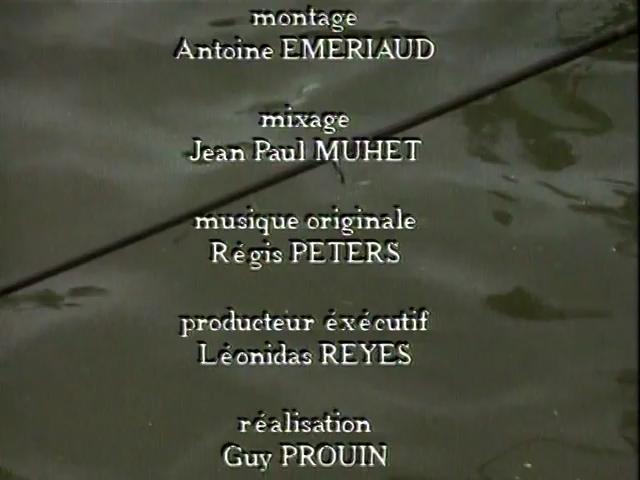 montage
Antoine EMERIAUD
mixage
Jean Paul MUHET
musique originale
Régis PETERS
producteur éxécutif
Léonidas REYES
réalisation
Guy PROUIN